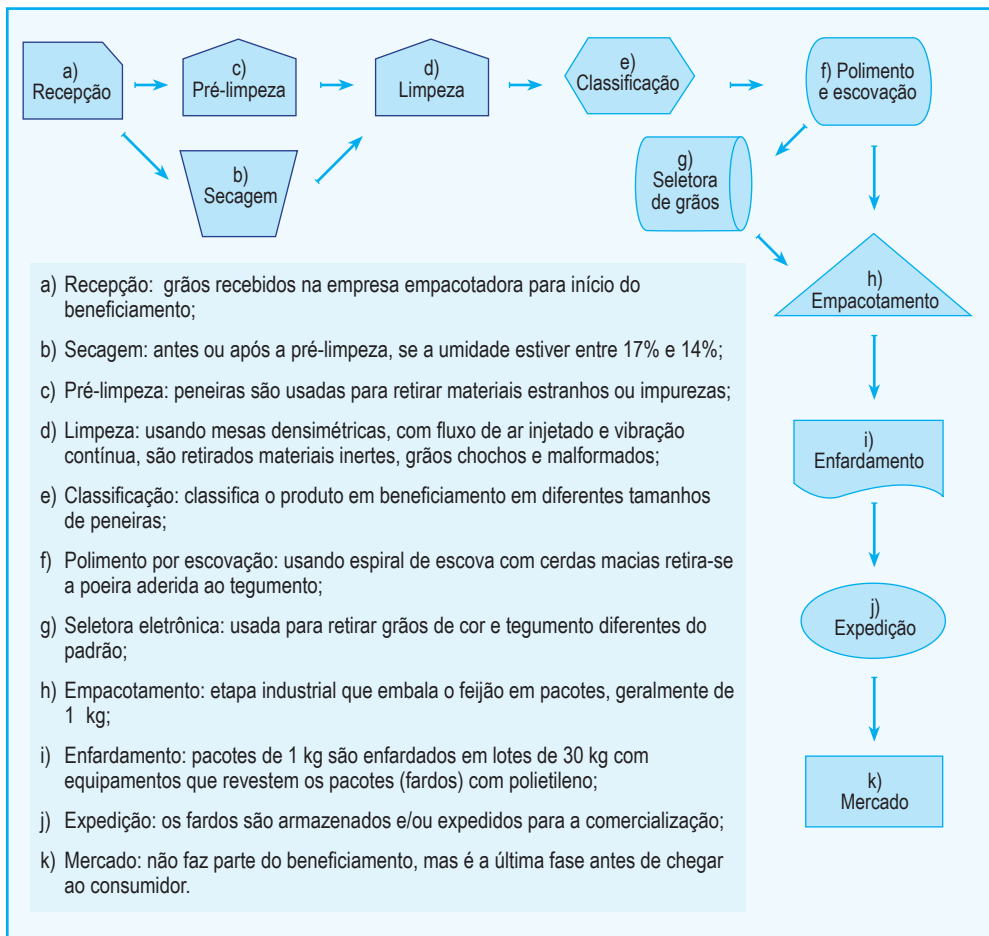 a)
Recepção
c)
Pré-limpeza
d)
Limpeza
e)
Classificação
f) Polimento
e escovação
b)
Secagem
g)
Seletora
de grãos
h)
Empacotamento
i)
Enfardamento
j)
Expedição
k)
Mercado
a) Recepção: grãos recebidos na empresa empacotadora para início do
beneficiamento;
b) Secagem: antes ou após a pré-limpeza, se a umidade estiver entre 17% e 14%;
c) Pré-limpeza: peneiras são usadas para retirar materiais estranhos ou impurezas;
d) Limpeza: usando mesas densimétricas, com fluxo de ar injetado e vibração
contínua, são retirados materiais inertes, grãos chochos e malformados;
e) Classificação: classifica o produto em beneficiamento em diferentes tamanhos
de peneiras;
f) Polimento por escovação: usando espiral de escova com cerdas macias retira-se
a poeira aderida ao tegumento;
g) Seletora eletrônica: usada para retirar grãos de cor e tegumento diferentes do
padrão;
h) Empacotamento: etapa industrial que embala o feijão em pacotes, geralmente de
1 kg;
i) Enfardamento: pacotes de 1 kg são enfardados em lotes de 30 kg com
equipamentos que revestem os pacotes (fardos) com polietileno;
j) Expedição: os fardos são armazenados e/ou expedidos para a comercialização;
k) Mercado: não faz parte do beneficiamento, mas é a última fase antes de chegar
ao consumidor.